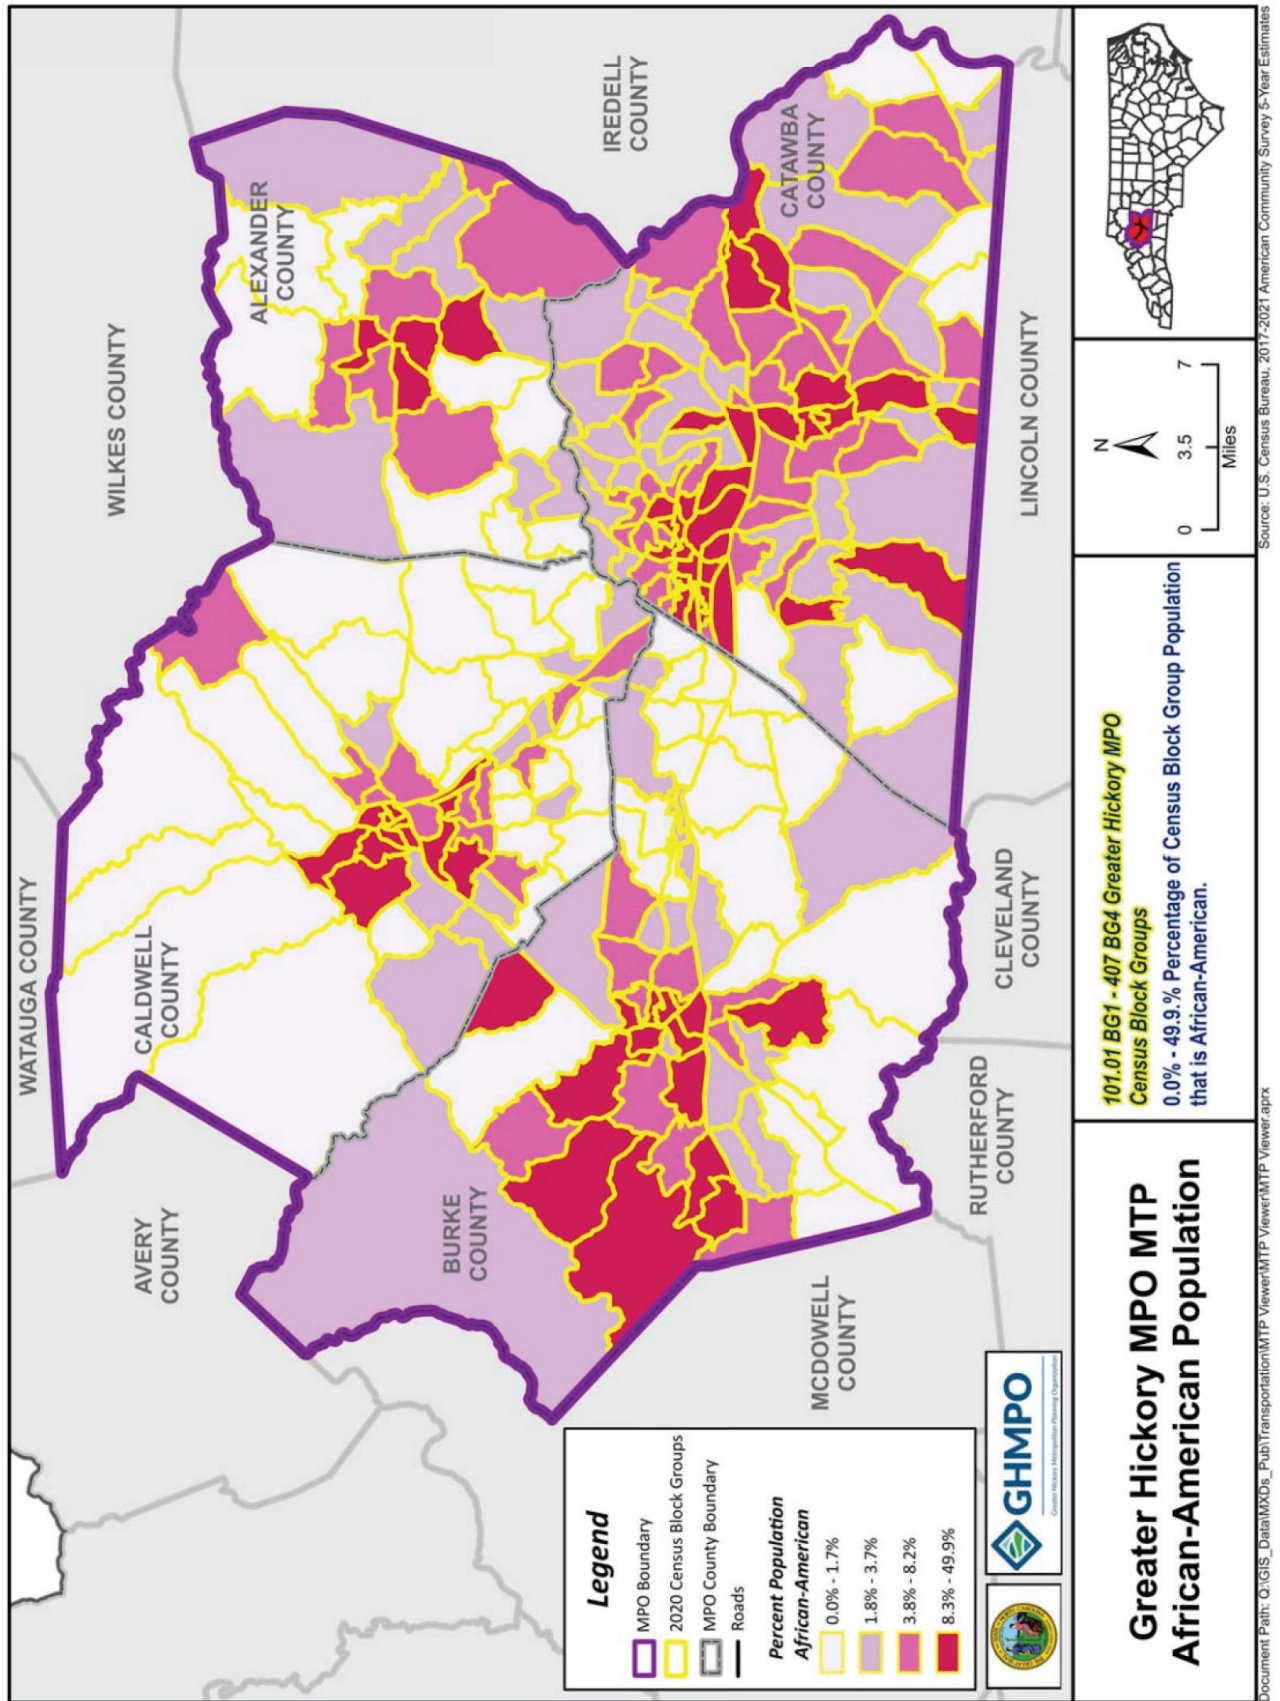 WATAUGA COUNTY
WILKES COUNTY
AVERY
COUNTY
CALDWELL
COUNTY
ALEXANDER
COUNTY
BURKE
COUNTY
IREDELL
COUNTY
CATAWBA
COUNTY
MCDOWELL
COUNTY
RUTHERFORD
COUNTY
CLEVELAND
COUNTY
LINCOLN COUNTY
Legend
MPO Boundary
2020 Census Block Groups
MPO County Boundary
Roads
Percent Population
African-American
0.0% - 1.7%
1.8% - 3.7%
3.8% - 8.2%
8.3% - 49.9%
GHMPO
Greater Hickory Metropolitan Planning Organization
Greater Hickory MPO MTP
African-American Population
101.01 BG1 - 407 BG4 Greater Hickory MPO
Census Block Groups
0.0% - 49.9.% Percentage of Census Block Group Population
that is African-American.
N
0 3.5 7
Miles
Document Path: Q:\GIS_Data\MXDs_Pub\Transportation\MTP Viewer\MTP Viewer\MTP Viewer.aprx
Source: U.S. Census Bureau, 2017-2021 American Community Survey 5-Year Estimates